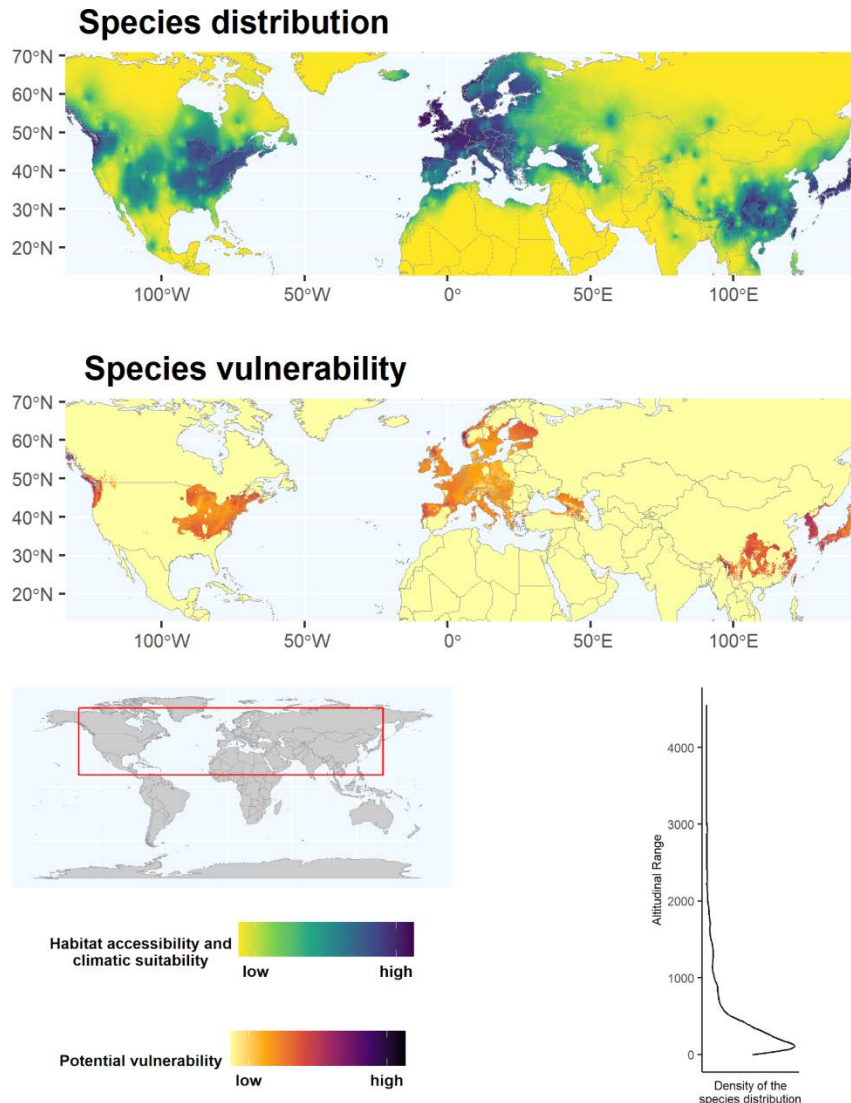 Species distribution
70°N
60°N
50°N
40°N
30°N
20°N
100°W
50°W
0°
50°E
100°E
Species vulnerability
70°N
60°N
50°N
40°N
30°N
20°N
100°W
50°W
0°
50°E
100°E
Habitat accessibility and
climatic suitability
low
high
Potential vulnerability
low
high
Altitudinal Range
4000
3000
2000
1000
0
Density of the
species distribution